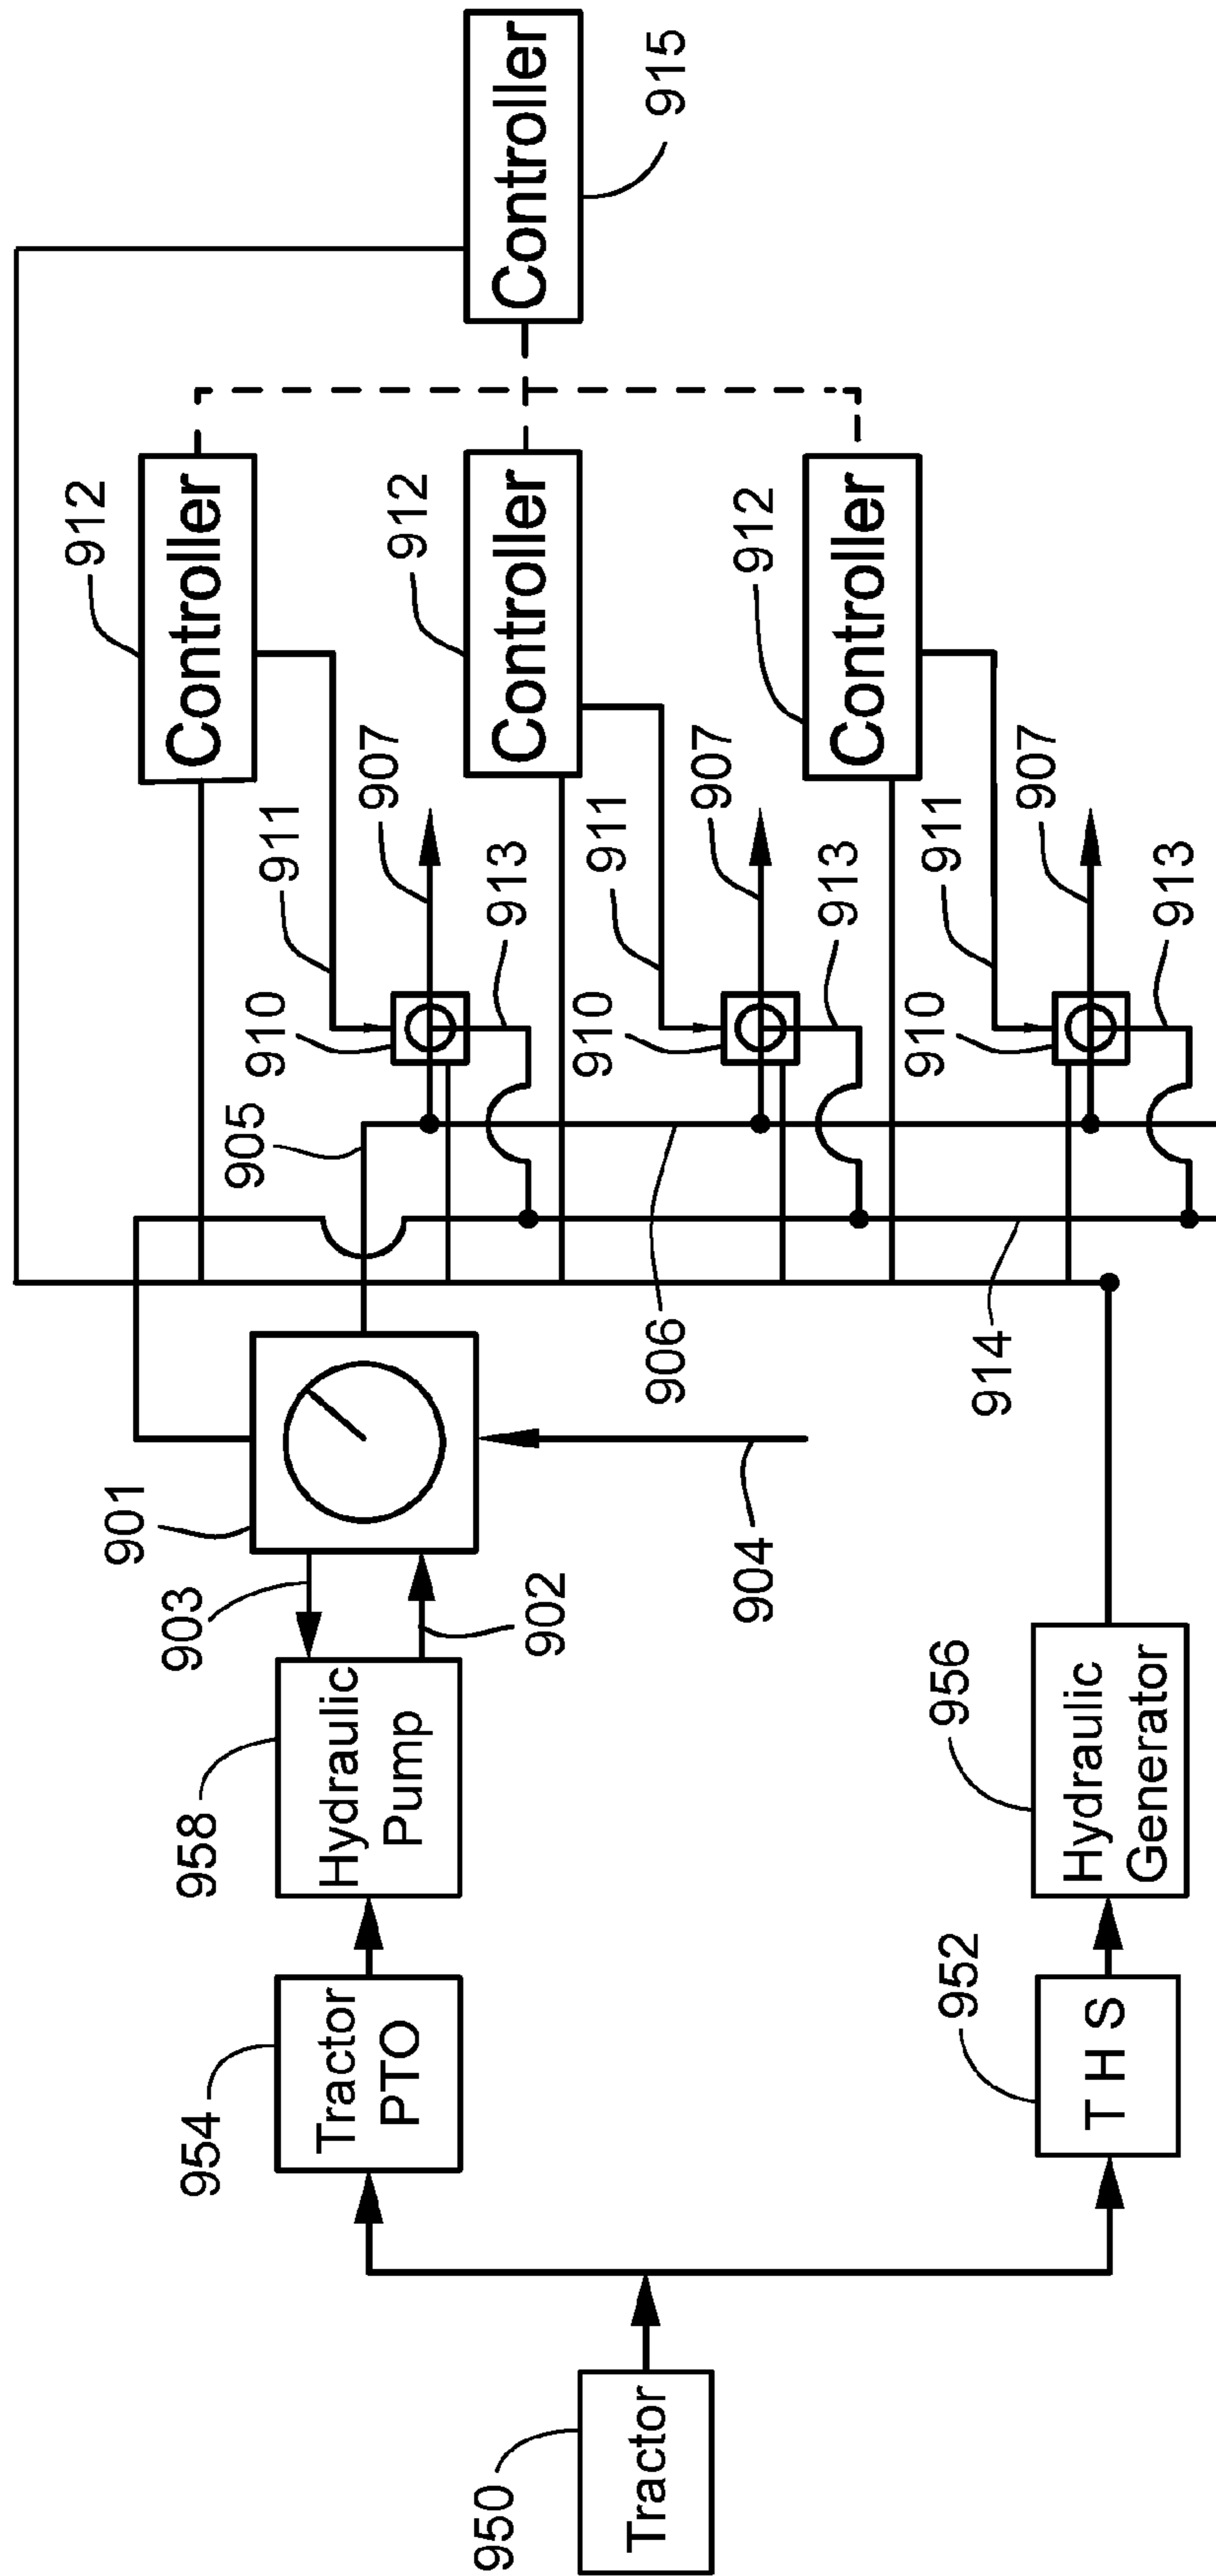 950
Tractor
954
Tractor
PTO
952
T H S
958
Hydraulic
Pump
956
Hydraulic
Generator
903
902
901
904
905
906
914
910
911
907
913
912
Controller
910
911
907
913
912
Controller
910
911
907
913
912
Controller
Controller
915